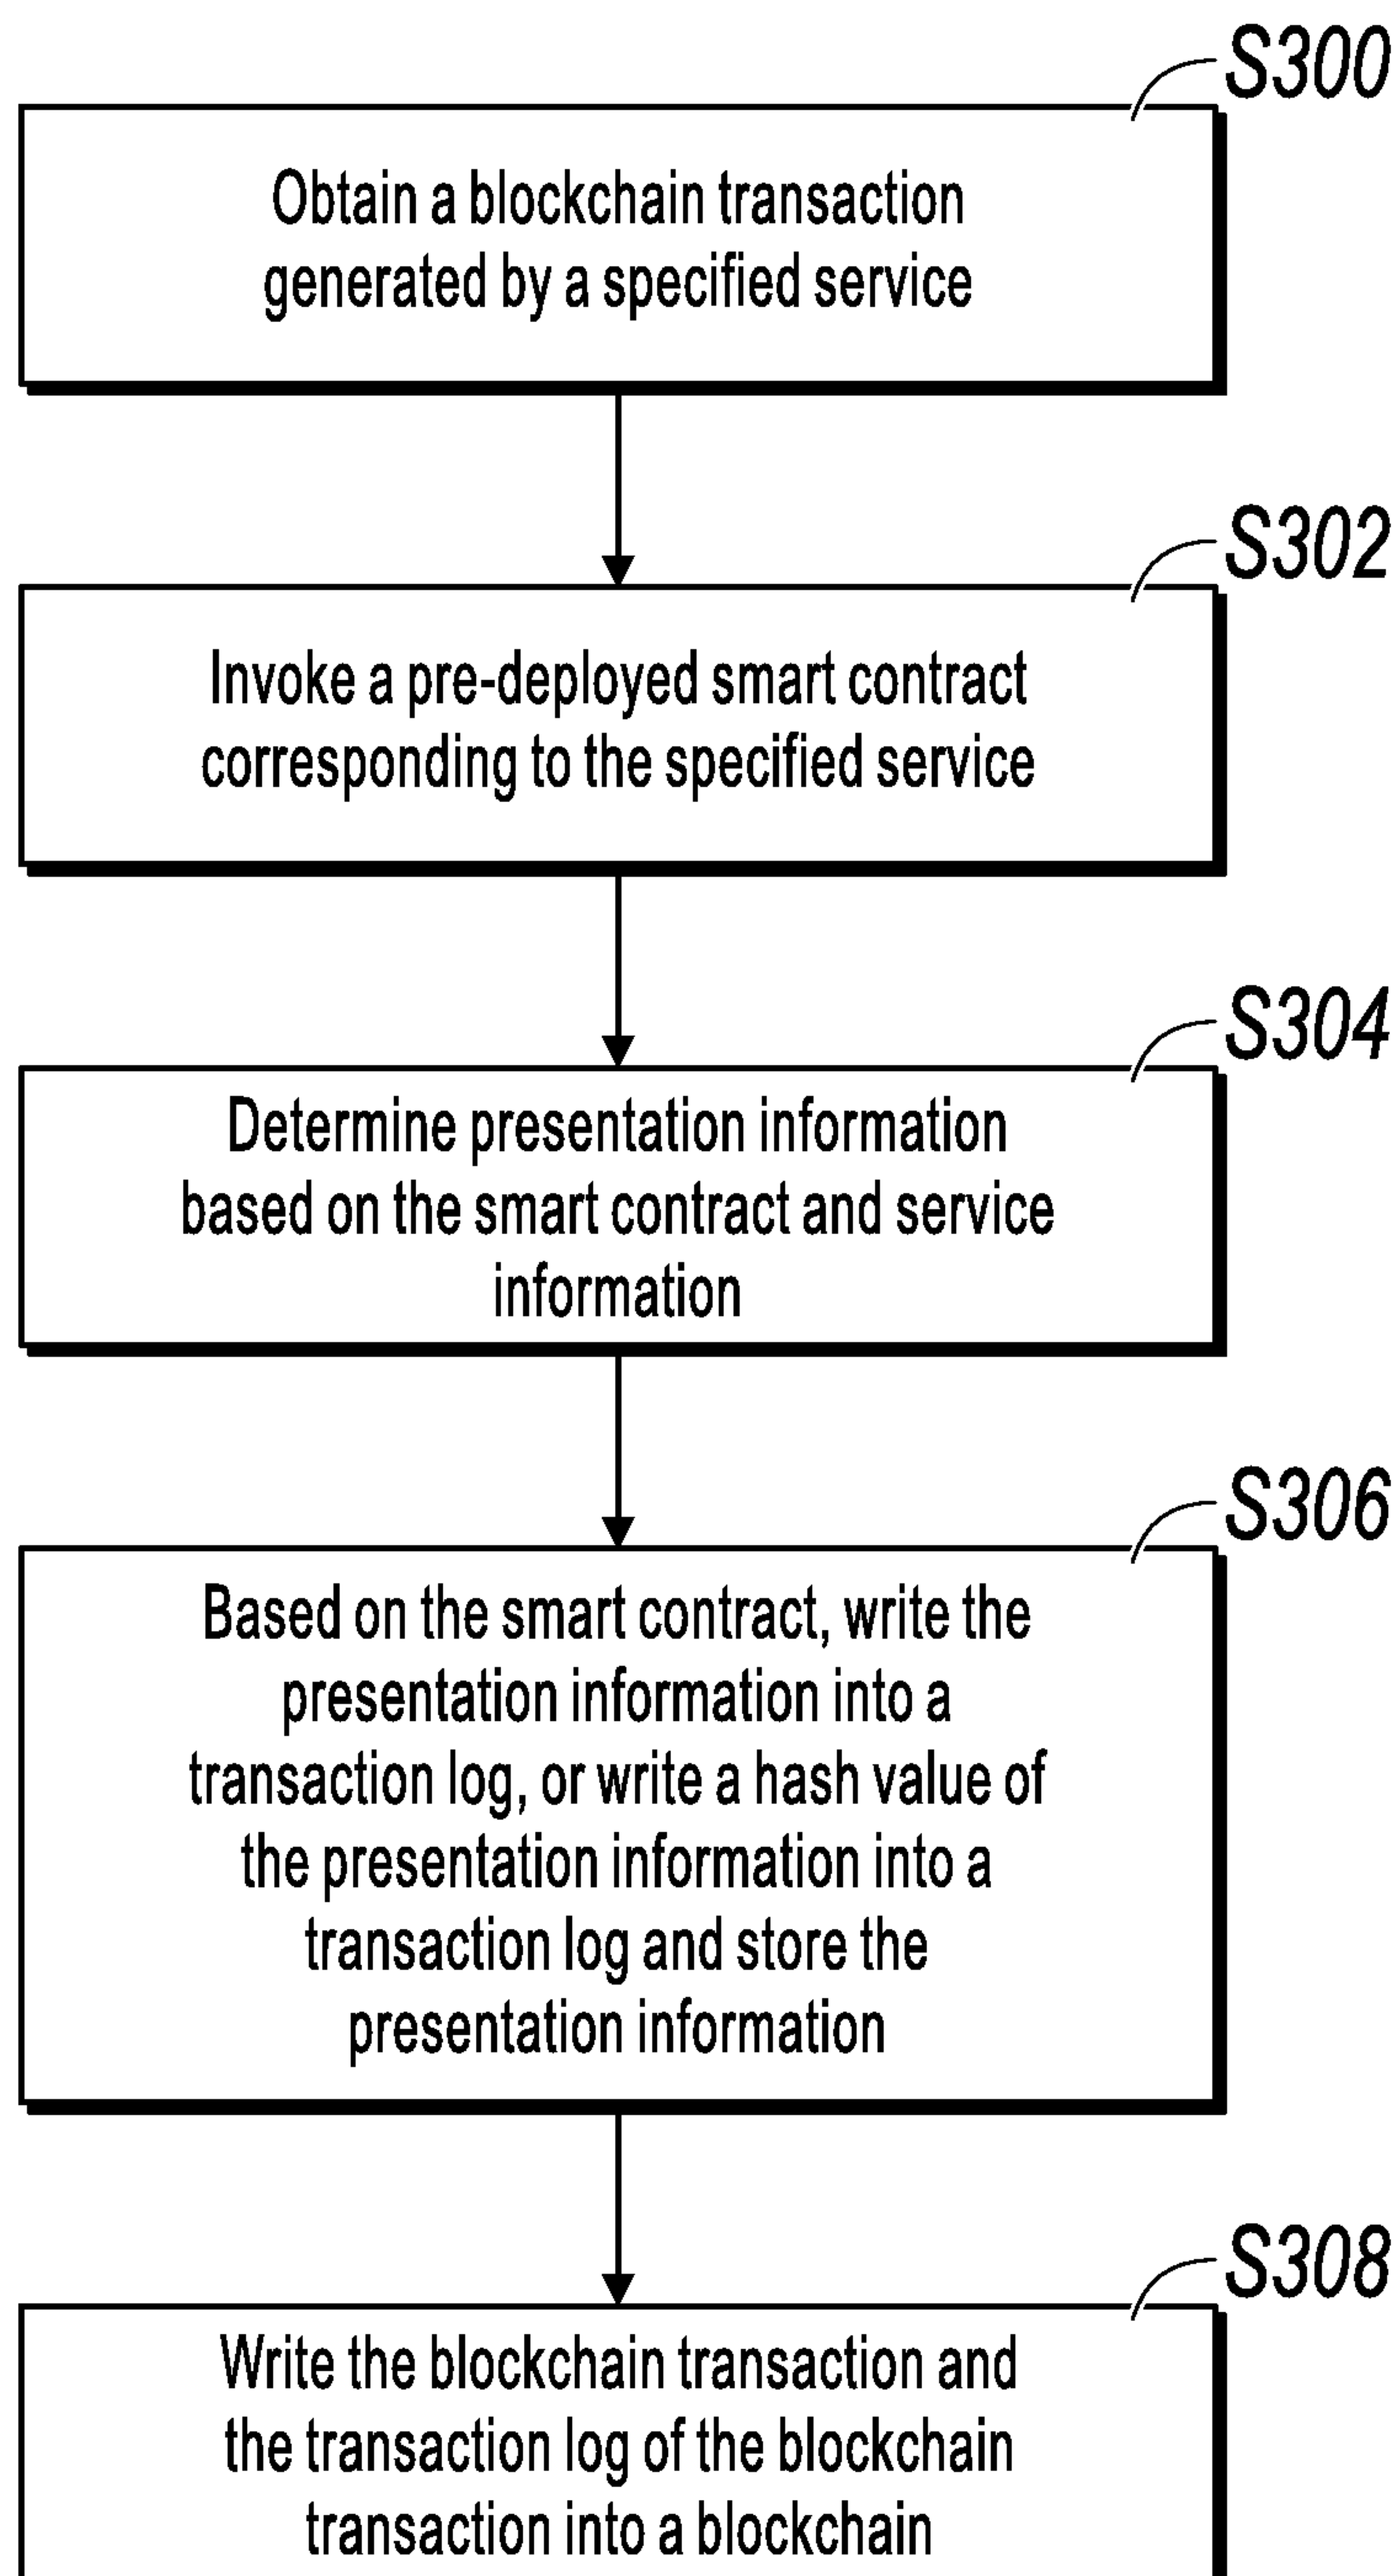 S300
Obtain a blockchain transaction
generated by a specified service
S302
Invoke a pre-deployed smart contract
corresponding to the specified service
S304
Determine presentation information
based on the smart contract and service
information
S306
Based on the smart contract, write the
presentation information into a
transaction log, or write a hash value of
the presentation information into a
transaction log and store the
presentation information
S308
Write the blockchain transaction and
the transaction log of the blockchain
transaction into a blockchain